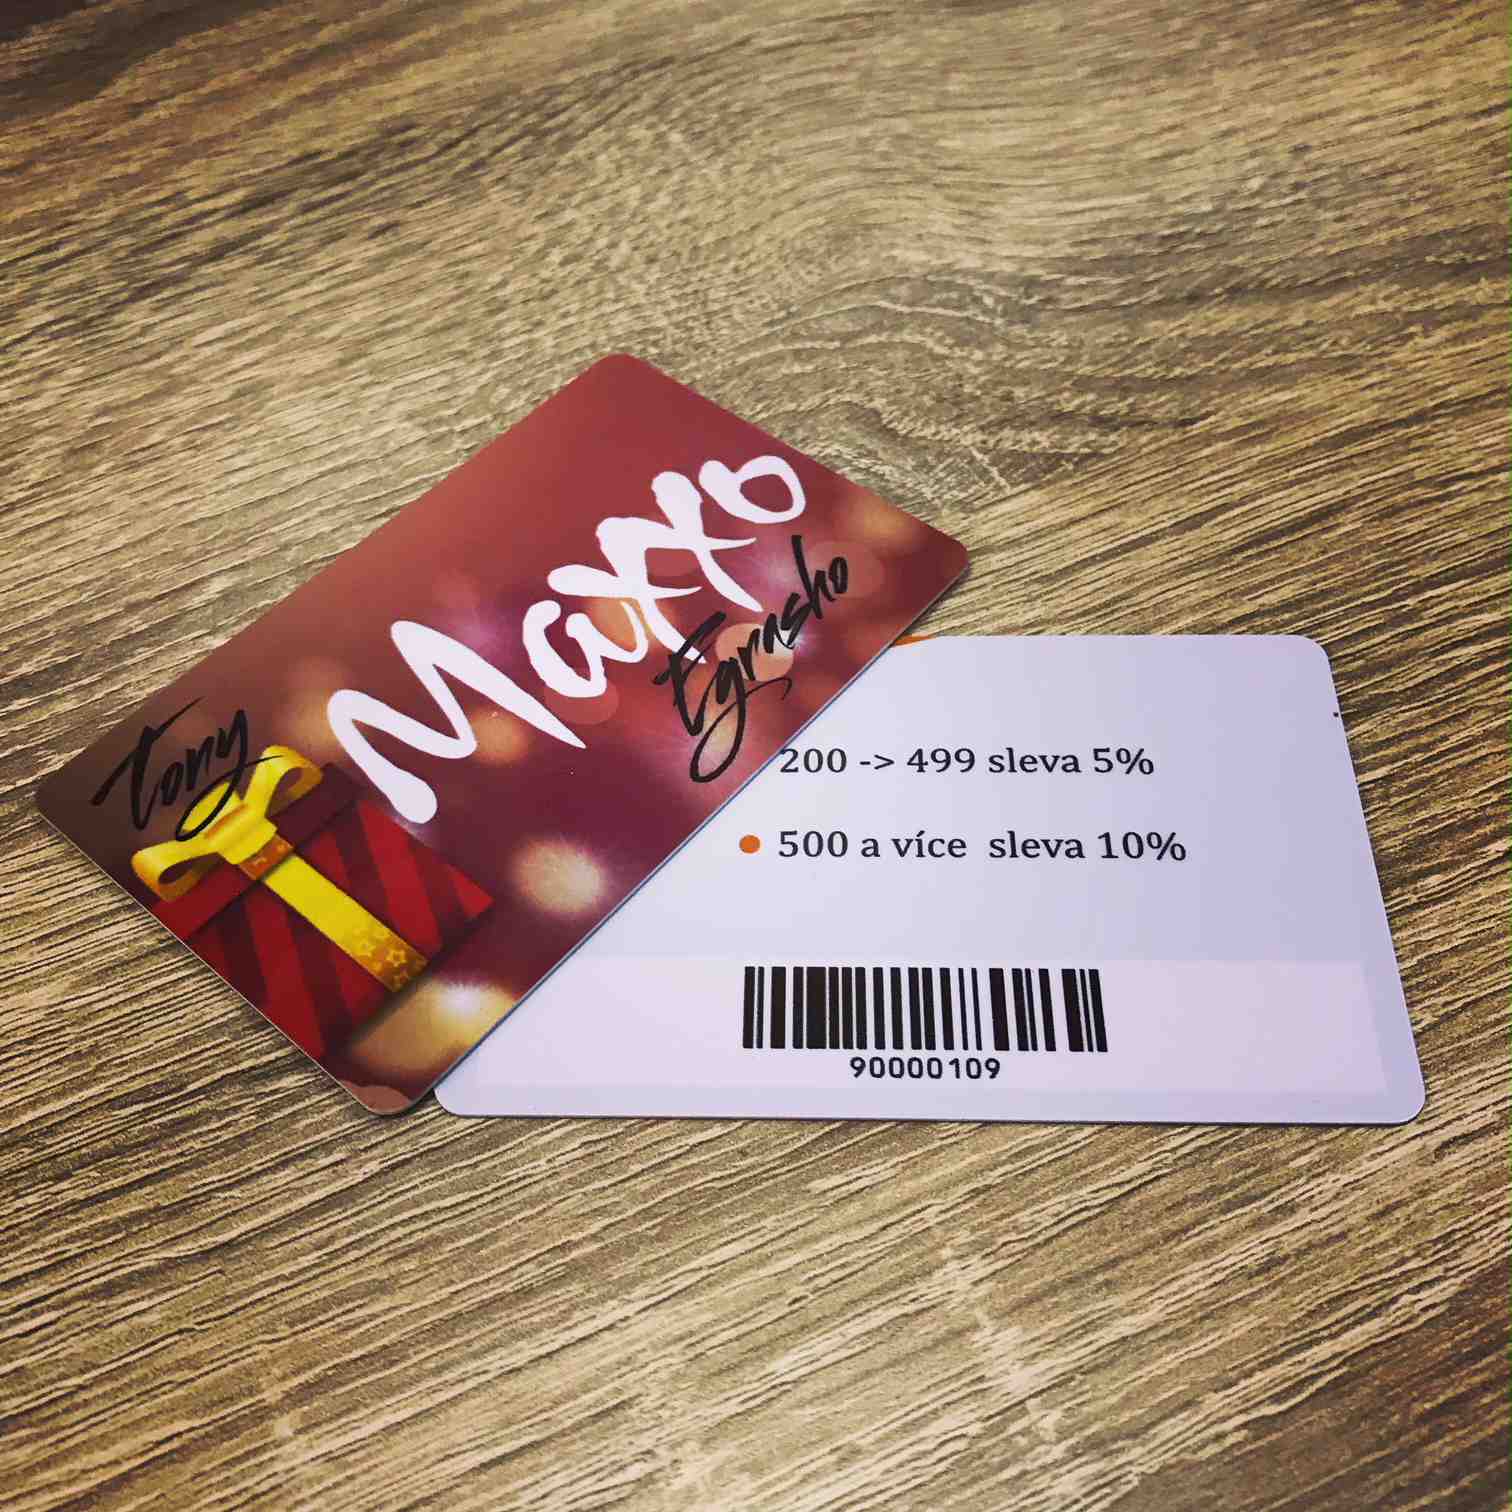 Maxxo
Tony
Egrasho
200 -> 499 sleva 5%
• 500 a více sleva 10%
90000109